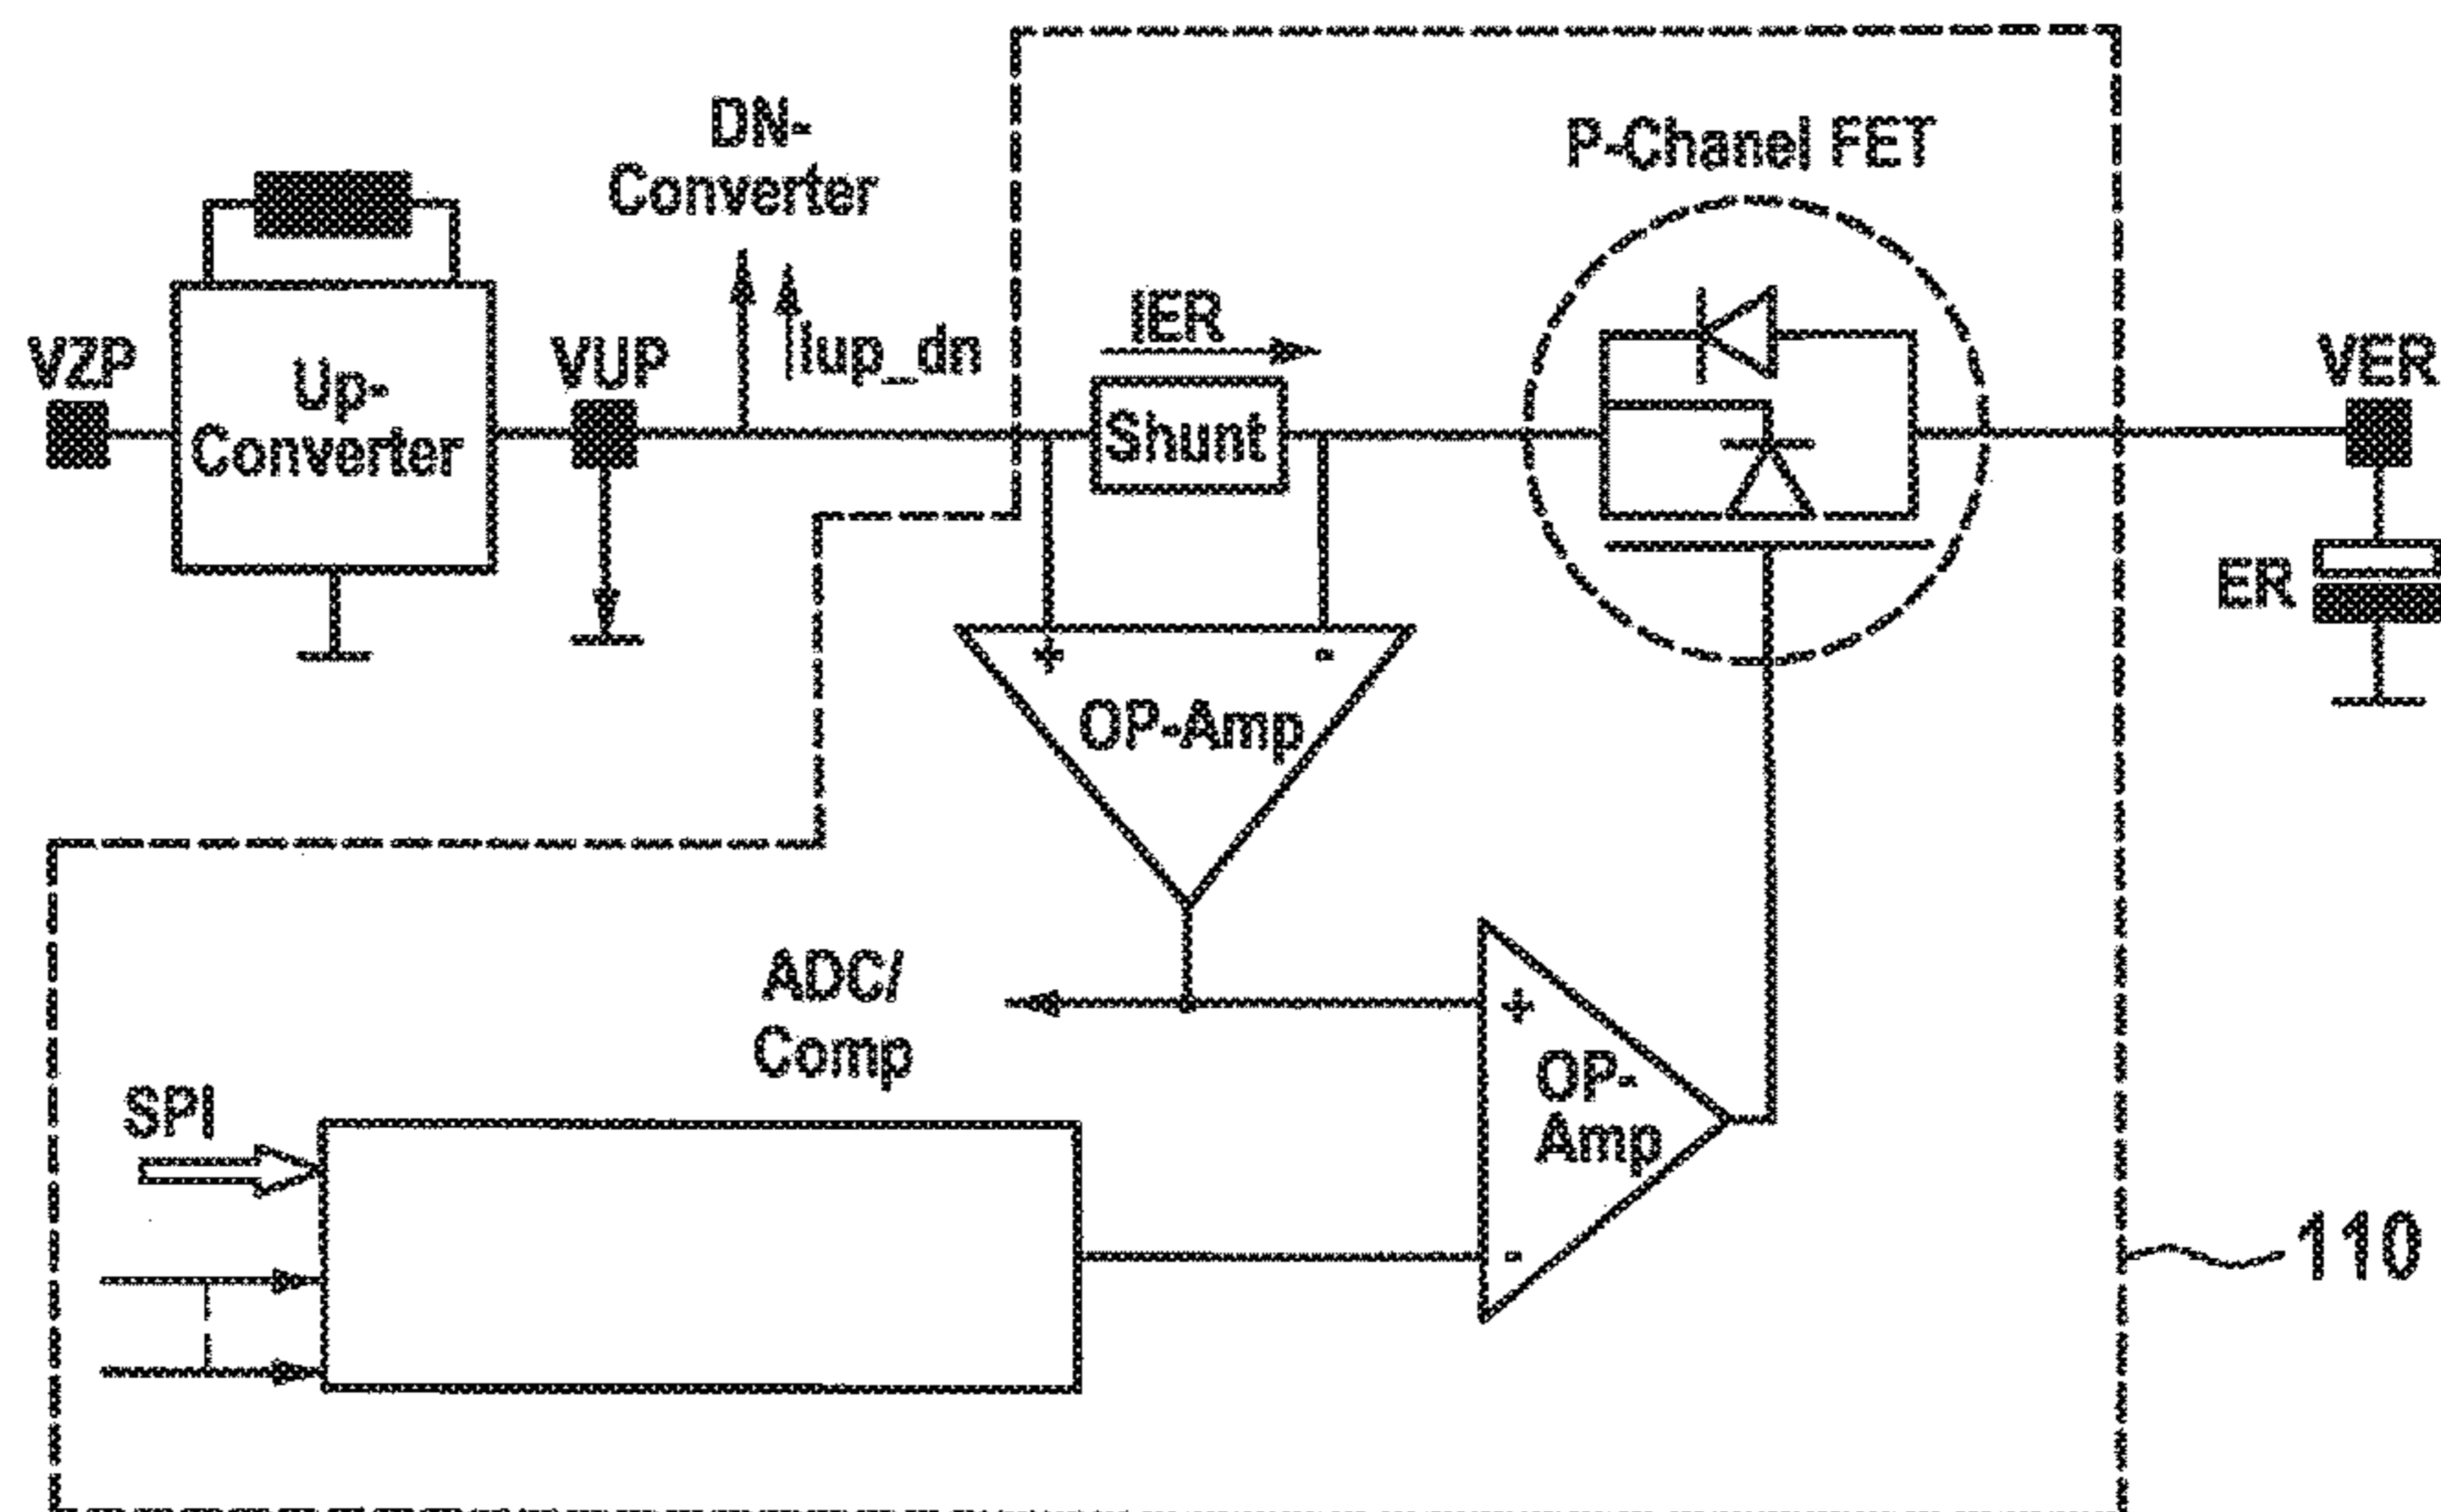 DN-
Converter
P-Chanel FET
IER
VZP
Up-
Converter
VUP
Iup_dn
Shunt
VER
ER
+
-
OP-Amp
ADC/
Comp
+
OP-
Amp
-
SPI
110